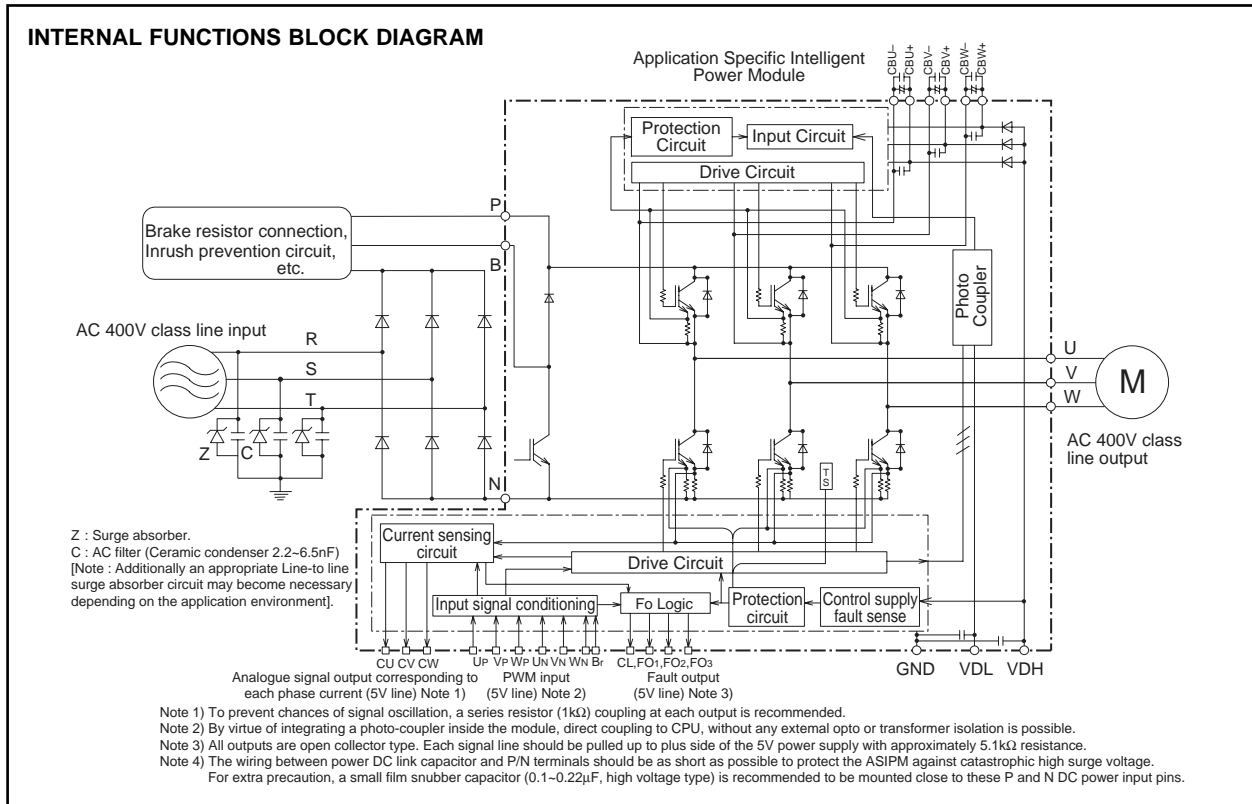 INTERNAL FUNCTIONS BLOCK DIAGRAM
Application Specific Intelligent
Power Module
CBU–
CBU+
CBV–
CBV+
CBW–
CBW+
Protection
Circuit
Input Circuit
Drive Circuit
Brake resistor connection,
Inrush prevention circuit,
etc.
P
B
Photo
Coupler
AC 400V class line input
R
S
T
Z
C
N
U
V
W
M
AC 400V class
line output
TS
Z : Surge absorber.
C : AC filter (Ceramic condenser 2.2~6.5nF)
[Note : Additionally an appropriate Line-to line
surge absorber circuit may become necessary
depending on the application environment].
Current sensing
circuit
Drive Circuit
Input signal conditioning
Fo Logic
Protection
circuit
Control supply
fault sense
CU CV CW
UP VP WP UN VN WN Br
CL,FO1,FO2,FO3
GND
VDL
VDH
Analogue signal output corresponding to
each phase current (5V line) Note 1)
PWM input
(5V line) Note 2)
Fault output
(5V line) Note 3)
Note 1) To prevent chances of signal oscillation, a series resistor (1kΩ) coupling at each output is recommended.
Note 2) By virtue of integrating a photo-coupler inside the module, direct coupling to CPU, without any external opto or transformer isolation is possible.
Note 3) All outputs are open collector type. Each signal line should be pulled up to plus side of the 5V power supply with approximately 5.1kΩ resistance.
Note 4) The wiring between power DC link capacitor and P/N terminals should be as short as possible to protect the ASIPM against catastrophic high surge voltage.
For extra precaution, a small film snubber capacitor (0.1~0.22μF, high voltage type) is recommended to be mounted close to these P and N DC power input pins.